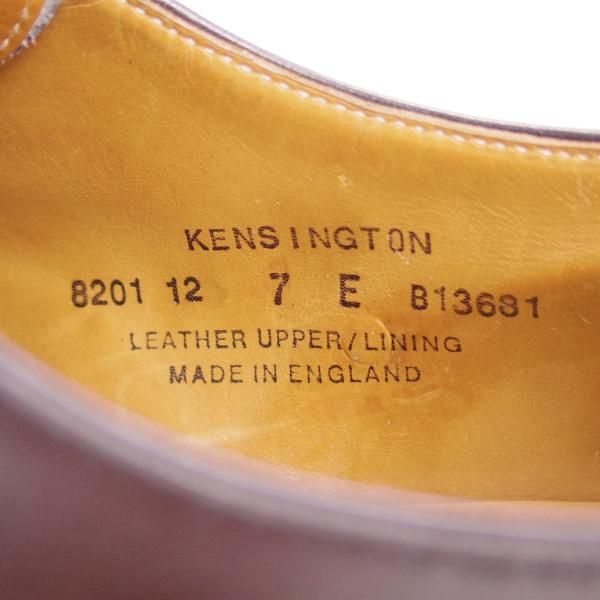 KENSINGTON
8201 12 7 E B13681
LEATHER UPPER/LINING
MADE IN ENGLAND